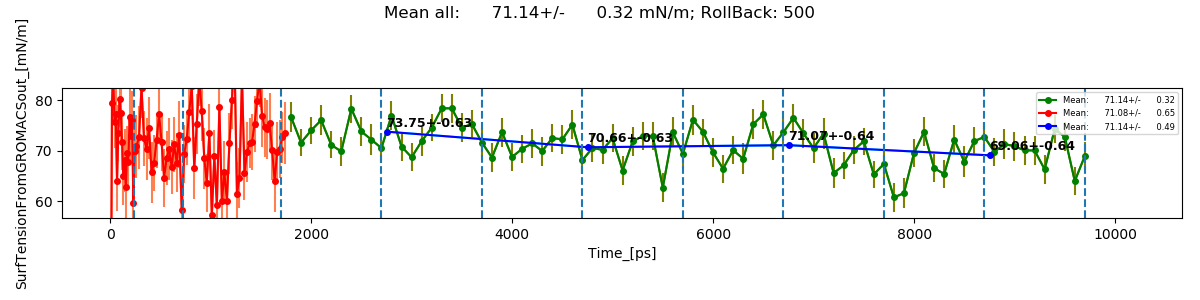 Mean all: 71.14+/- 0.32 mN/m; RollBack: 500
SurfTensionFromGROMACSout_[mN/m]
80
70
60
73.75+-0.63
70.66+-0.63
71.07+-0.64
69.06+-0.64
Mean: 71.14+/- 0.32
Mean: 71.08+/- 0.65
Mean: 71.14+/- 0.49
0 2000 4000 6000 8000 10000
Time_[ps]